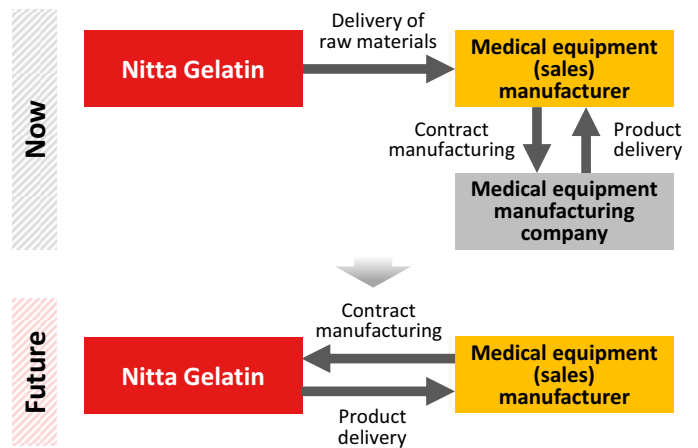 Now
Delivery of
raw materials
Nitta Gelatin
Medical equipment
(sales)
manufacturer
Contract
manufacturing
Product
delivery
Medical equipment
manufacturing
company
Future
Contract
manufacturing
Nitta Gelatin
Medical equipment
(sales)
manufacturer
Product
delivery